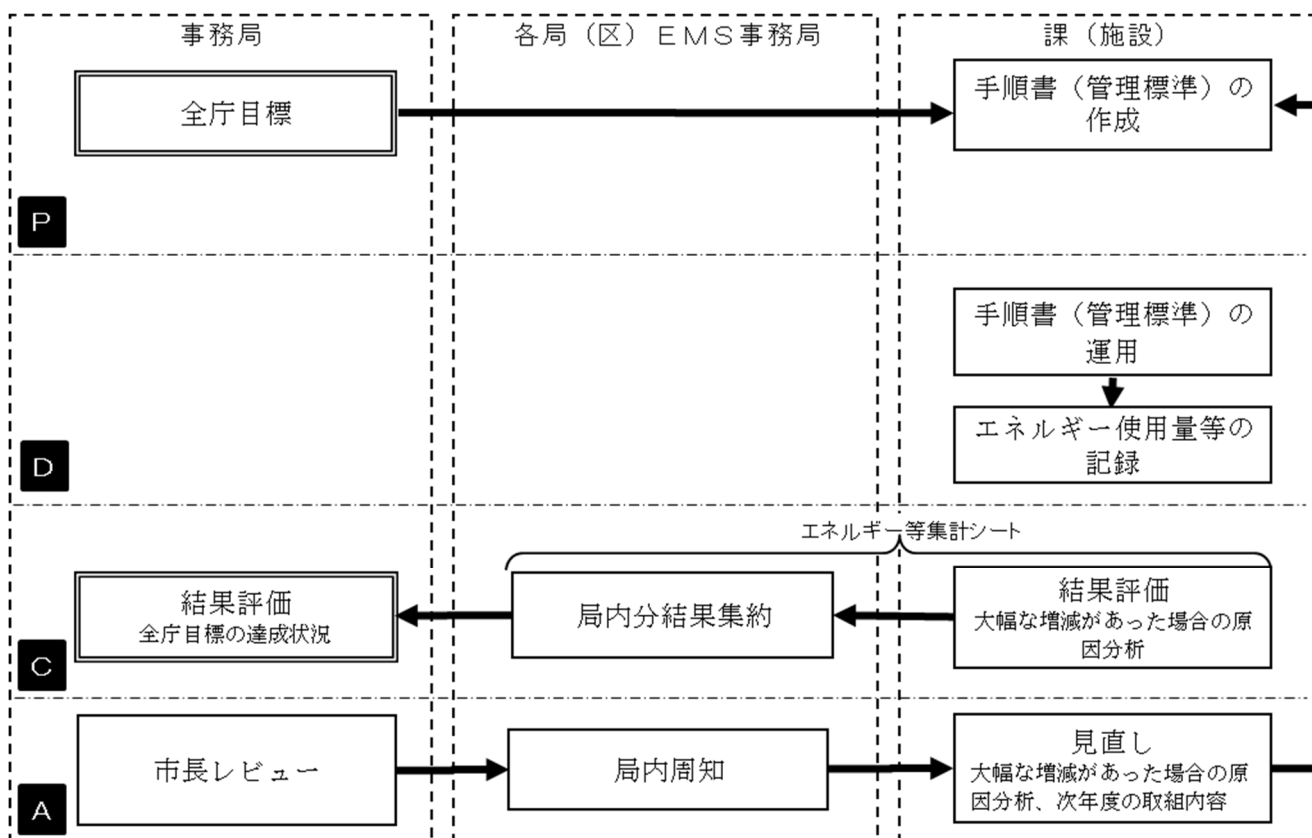 事務局
各局（区）ＥＭＳ事務局
課（施設）
全庁目標
手順書（管理標準）の
作成
P
手順書（管理標準）の
運用
エネルギー使用量等の
記録
D
エネルギー等集計シート
結果評価
全庁目標の達成状況
局内分結果集約
結果評価
大幅な増減があった場合の原
因分析
C
市長レビュー
局内周知
見直し
大幅な増減があった場合の原
因分析、次年度の取組内容
A